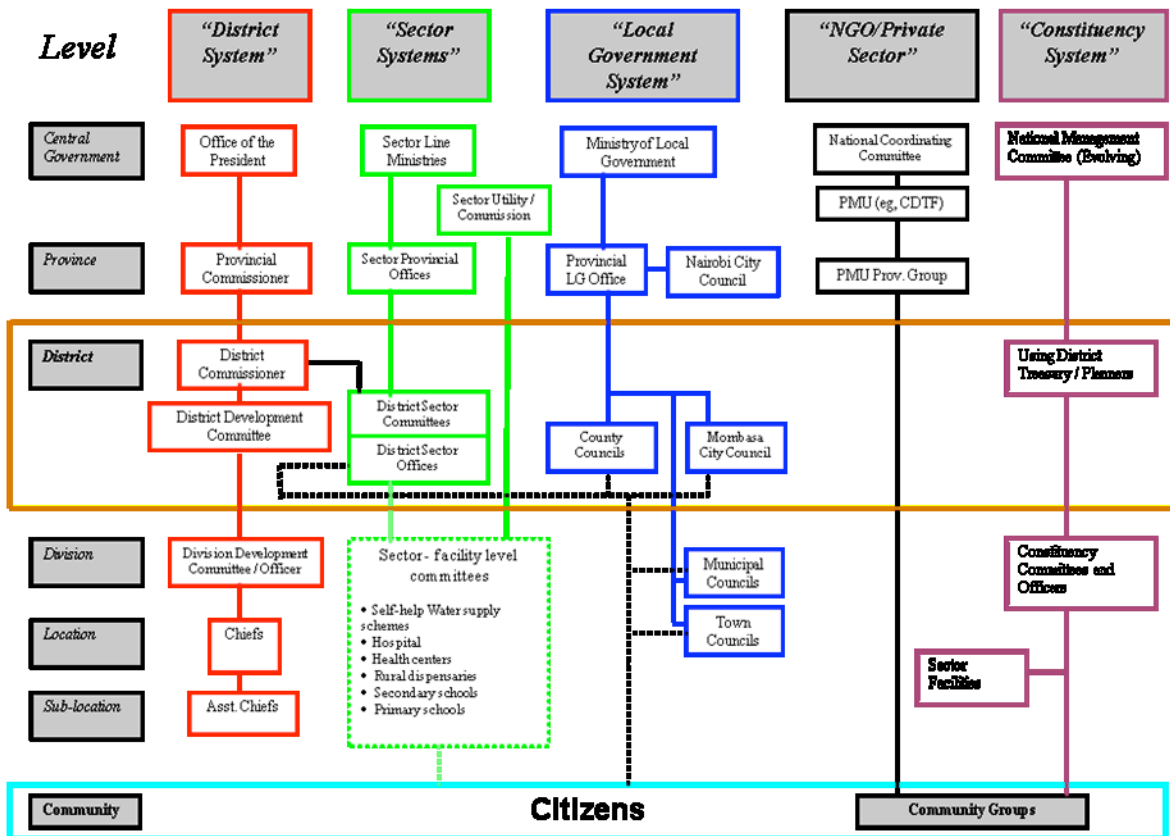 Level
“District
System”
“Sector
Systems”
“Local
Government
System”
“NGO/Private
Sector”
“Constituency
System”
Central
Government
Office of the
President
Sector Line
Ministries
Ministry of Local
Government
National Coordinating
Committee
National Management
Committee (Evolving)
Sector Utility /
Commission
PMU (eg, CDTF)
Province
Provincial
Commissioner
Sector Provincial
Offices
Provincial
LG Office
Nairobi City
Council
PMU Prov. Group
District
District
Commissioner
Using District
Treasury / Planners
District Development
Committee
District Sector
Committees
District Sector
Offices
County
Councils
Mombasa
City Council
Division
Division Development
Committee / Officer
Sector - facility level
committees
• Self-help Water supply
schemes
• Hospital
• Health centers
• Rural dispensaries
• Secondary schools
• Primary schools
Municipal
Councils
Constituency
Committees and
Officers
Location
Chiefs
Town
Councils
Sector
Facilities
Sub-location
Asst. Chiefs
Community
Citizens
Community Groups